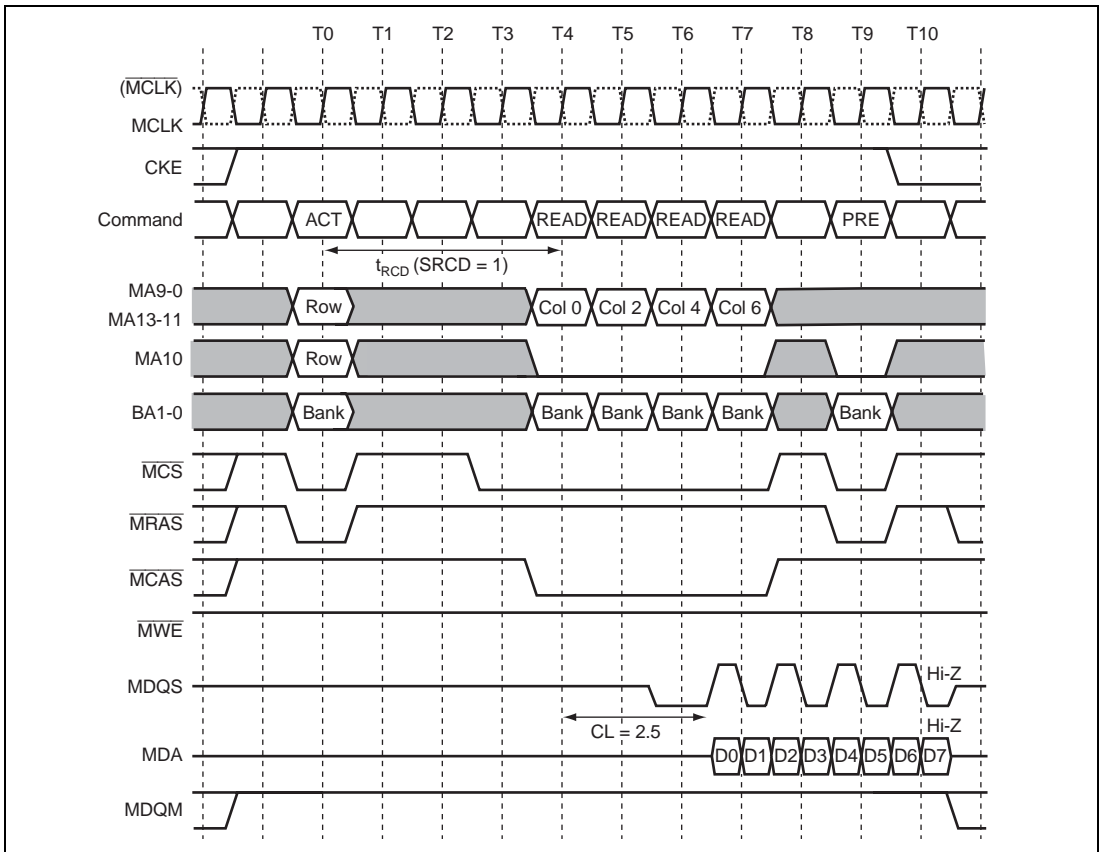 T0 T1 T2 T3 T4 T5 T6 T7 T8 T9 T10
(MCLK)
MCLK
CKE
Command ACT READ READ READ READ PRE
tRCD (SRCD = 1)
MA9-0
MA13-11
Row Col 0 Col 2 Col 4 Col 6
MA10 Row
BA1-0 Bank Bank Bank Bank Bank Bank
MCS
MRAS
MCAS
MWE
MDQS Hi-Z
CL = 2.5
Hi-Z
MDA D0 D1 D2 D3 D4 D5 D6 D7
MDQM